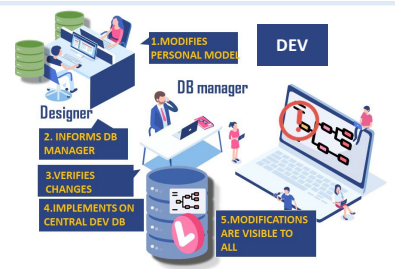 1.MODIFIES
PERSONAL MODEL
DEV
DB manager
Designer
2. INFORMS DB
MANAGER
3.VERIFIES
CHANGES
4.IMPLEMENTS ON
CENTRAL DEV DB
5.MODIFICATIONS
ARE VISIBLE TO
ALL